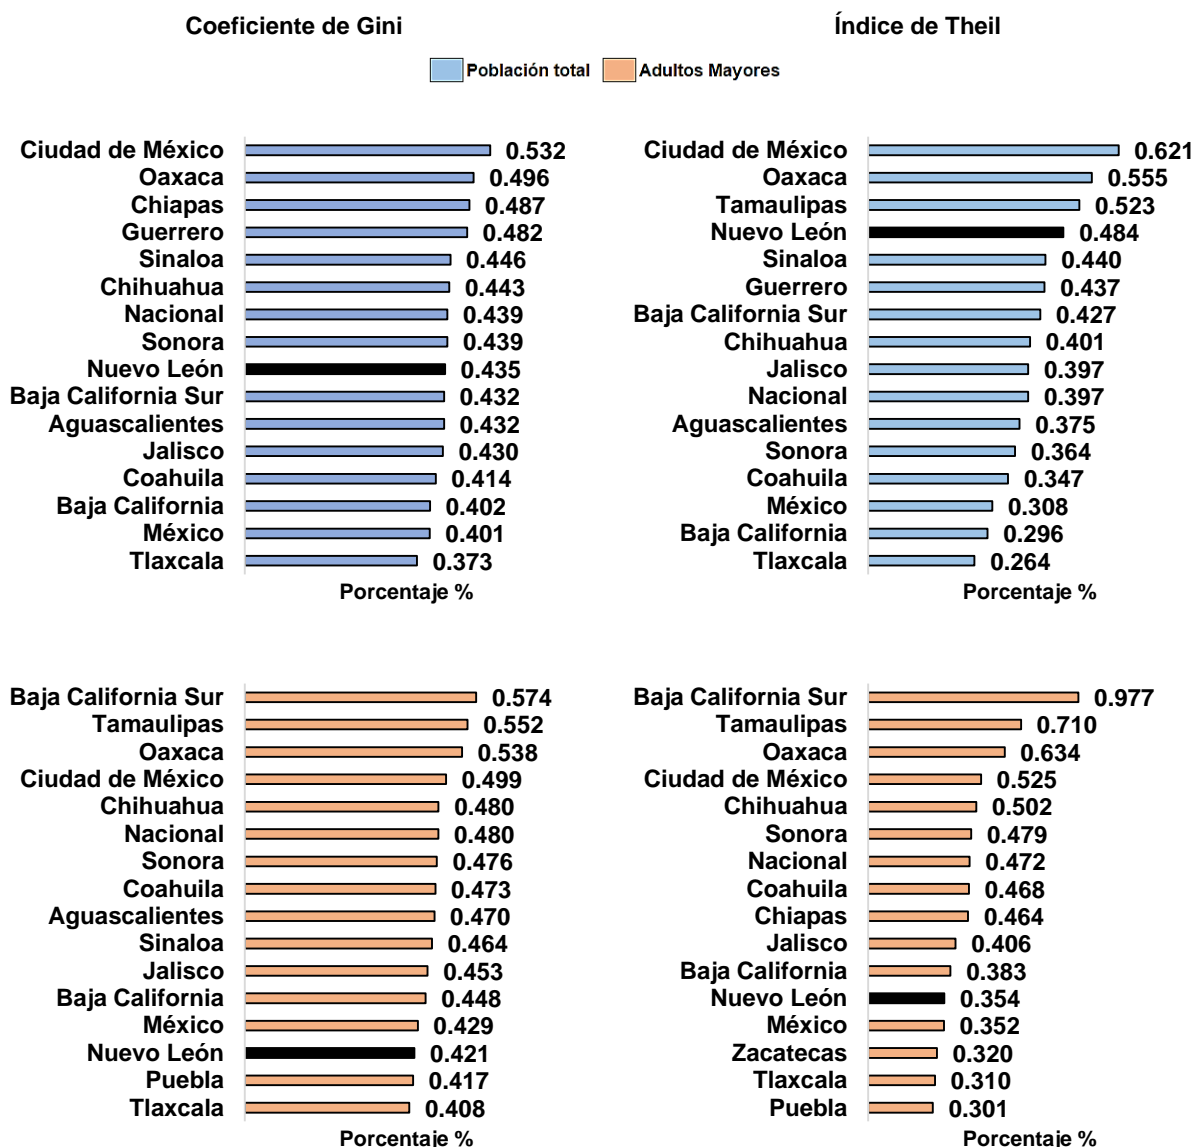 Coeficiente de Gini
Índice de Theil
Población total
Adultos Mayores
Ciudad de México 0.532
Oaxaca 0.496
Chiapas 0.487
Guerrero 0.482
Sinaloa 0.446
Chihuahua 0.443
Nacional 0.439
Sonora 0.439
Nuevo León 0.435
Baja California Sur 0.432
Aguascalientes 0.432
Jalisco 0.430
Coahuila 0.414
Baja California 0.402
México 0.401
Tlaxcala 0.373
Porcentaje %
Ciudad de México 0.621
Oaxaca 0.555
Tamaulipas 0.523
Nuevo León 0.484
Sinaloa 0.440
Guerrero 0.437
Baja California Sur 0.427
Chihuahua 0.401
Jalisco 0.397
Nacional 0.397
Aguascalientes 0.375
Sonora 0.364
Coahuila 0.347
México 0.308
Baja California 0.296
Tlaxcala 0.264
Porcentaje %
Baja California Sur 0.574
Tamaulipas 0.552
Oaxaca 0.538
Ciudad de México 0.499
Chihuahua 0.480
Nacional 0.480
Sonora 0.476
Coahuila 0.473
Aguascalientes 0.470
Sinaloa 0.464
Jalisco 0.453
Baja California 0.448
México 0.429
Nuevo León 0.421
Puebla 0.417
Tlaxcala 0.408
Porcentaje %
Baja California Sur 0.977
Tamaulipas 0.710
Oaxaca 0.634
Ciudad de México 0.525
Chihuahua 0.502
Sonora 0.479
Nacional 0.472
Coahuila 0.468
Chiapas 0.464
Jalisco 0.406
Baja California 0.383
Nuevo León 0.354
México 0.352
Zacatecas 0.320
Tlaxcala 0.310
Puebla 0.301
Porcentaje %